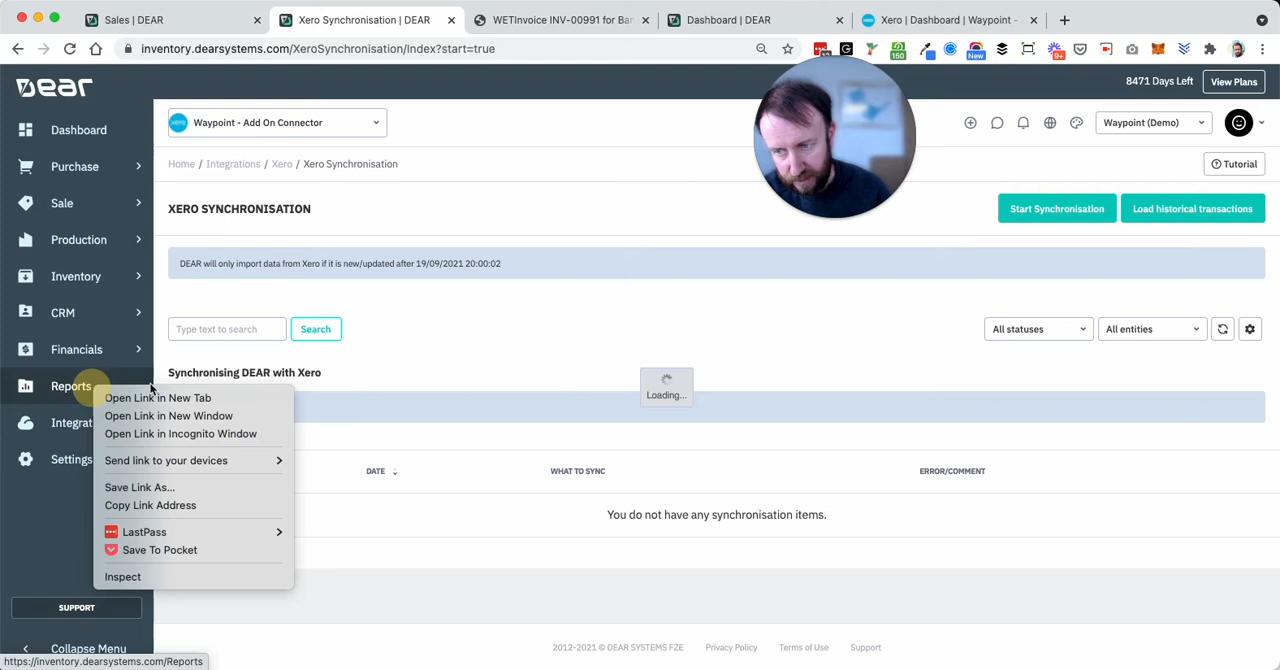 Sales | DEAR
Xero Synchronisation | DEAR
WETInvoice INV-00991 for Ba
Dashboard | DEAR
Xero | Dashboard | Waypoint -
inventory.dearsystems.com/XeroSynchronisation/Index?start=true
150
New
9+
DEAR
8471 Days Left
View Plans
Dashboard
Purchase
Sale
Production
Inventory
CRM
Financials
Reports
Integrat
Settings
SUPPORT
Collapse Menu
Waypoint - Add On Connector
Waypoint (Demo)
Home / Integrations / Xero / Xero Synchronisation
Tutorial
XERO SYNCHRONISATION
Start Synchronisation
Load historical transactions
DEAR will only import data from Xero if it is new/updated after 19/09/2021 20:00:02
Type text to search
Search
All statuses
All entities
Synchronising DEAR with Xero
Loading...
DATE
WHAT TO SYNC
ERROR/COMMENT
You do not have any synchronisation items.
Open Link in New Tab
Open Link in New Window
Open Link in Incognito Window
Send link to your devices
Save Link As...
Copy Link Address
LastPass
Save To Pocket
Inspect
2012-2021 © DEAR SYSTEMS FZE
Privacy Policy
Terms of Use
Support
https://inventory.dearsystems.com/Reports